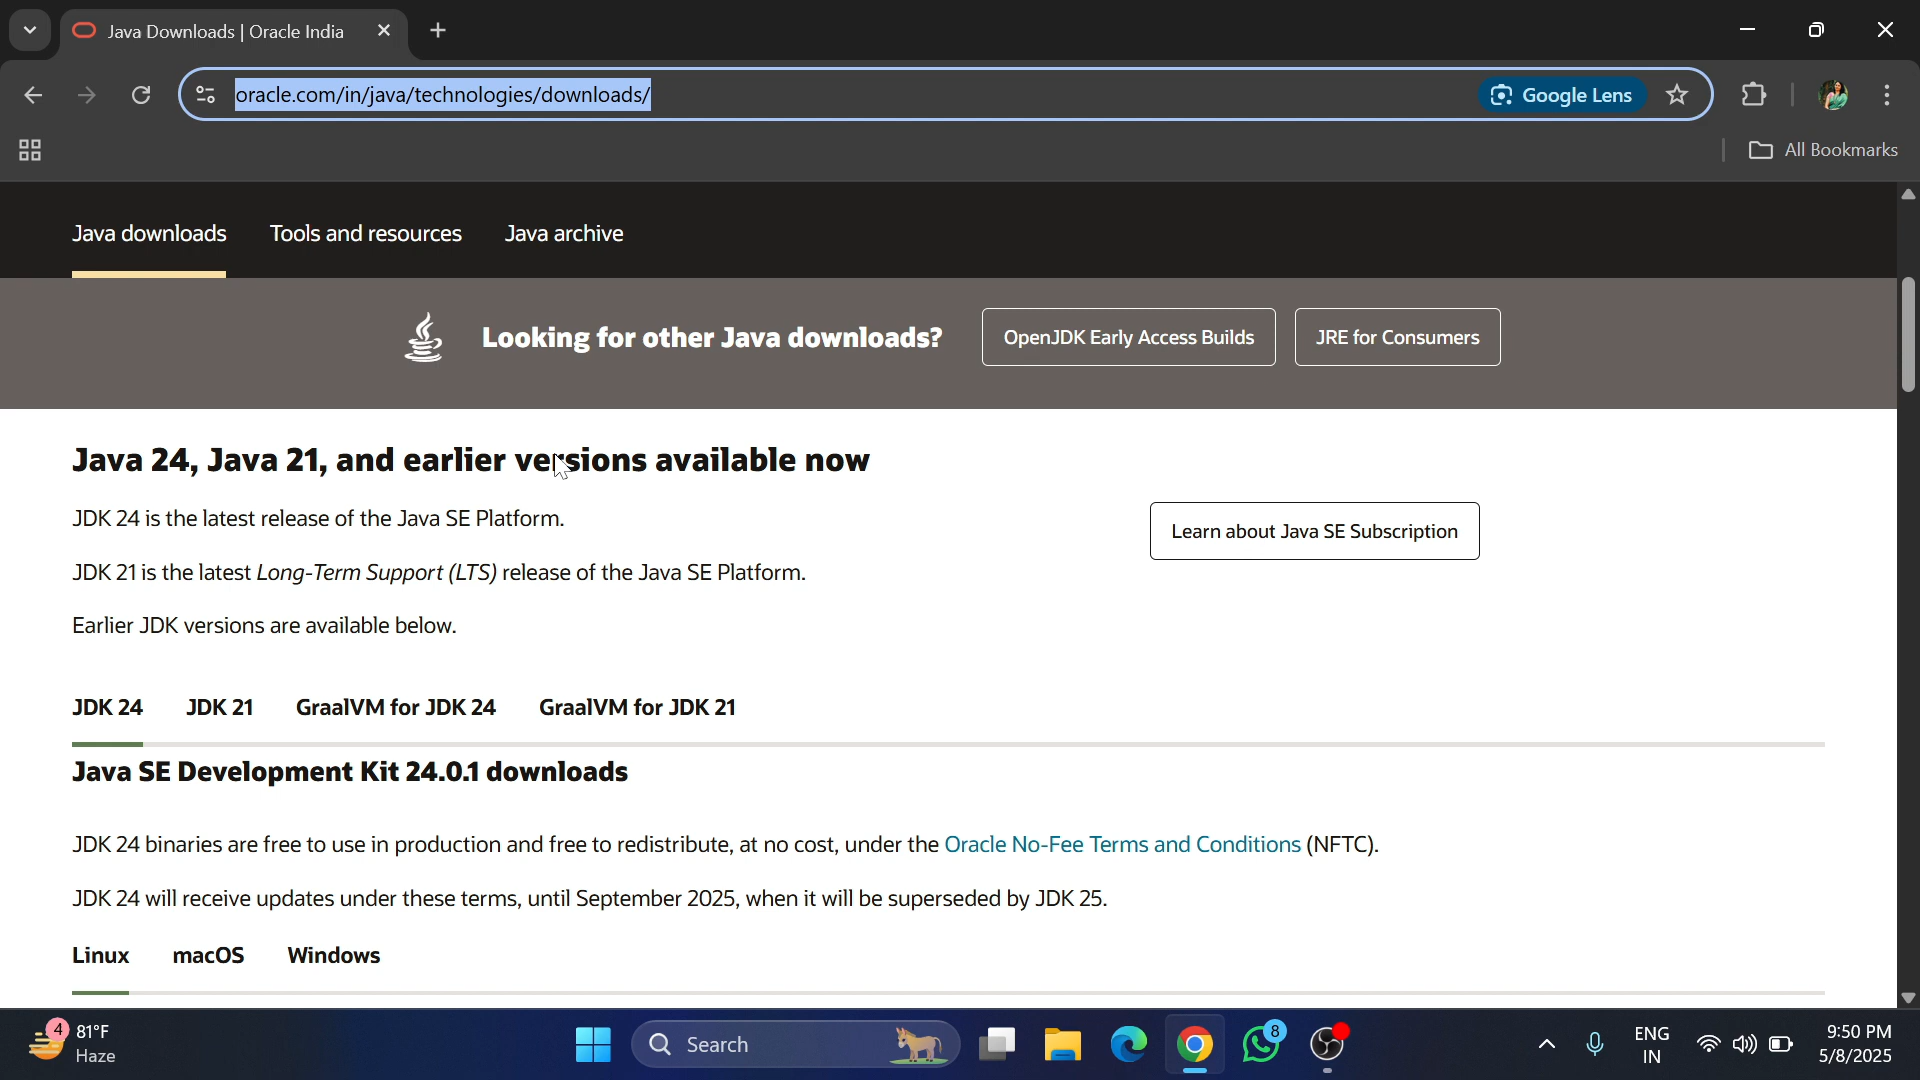 Java Downloads | Oracle India
oracle.com/in/java/technologies/downloads/
Google Lens
All Bookmarks
Java downloads
Tools and resources
Java archive
Looking for other Java downloads?
OpenJDK Early Access Builds
JRE for Consumers
Java 24, Java 21, and earlier versions available now
JDK 24 is the latest release of the Java SE Platform.
Learn about Java SE Subscription
JDK 21 is the latest Long-Term Support (LTS) release of the Java SE Platform.
Earlier JDK versions are available below.
JDK 24
JDK 21
GraalVM for JDK 24
GraalVM for JDK 21
Java SE Development Kit 24.0.1 downloads
JDK 24 binaries are free to use in production and free to redistribute, at no cost, under the Oracle No-Fee Terms and Conditions (NFTC).
JDK 24 will receive updates under these terms, until September 2025, when it will be superseded by JDK 25.
Linux
macOS
Windows
4
81°F
Haze
Search
8
ENG
IN
9:50 PM
5/8/2025